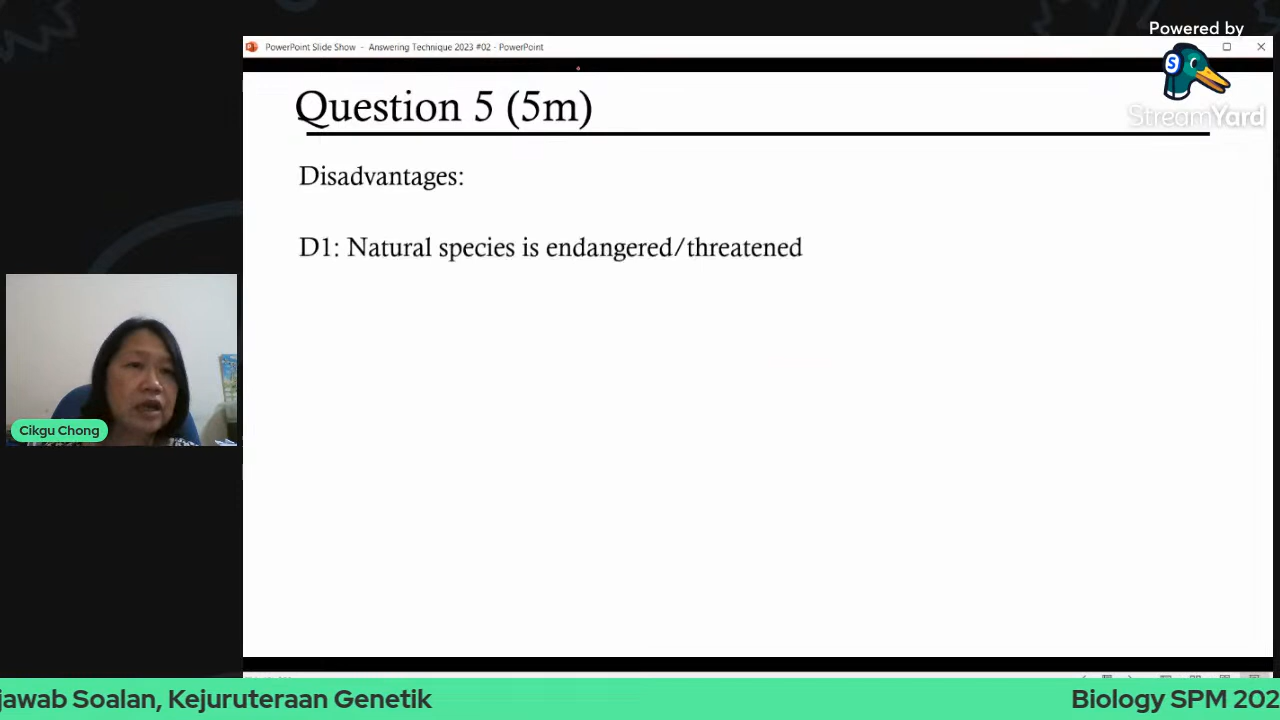 Powered by
PowerPoint Slide Show - Answering Technique 2023 #02 - PowerPoint
S
StreamYard
Question 5 (5m)
Disadvantages:
D1: Natural species is endangered/threatened
Cikgu Chong
jawab Soalan, Kejuruteraan Genetik
Biology SPM 202